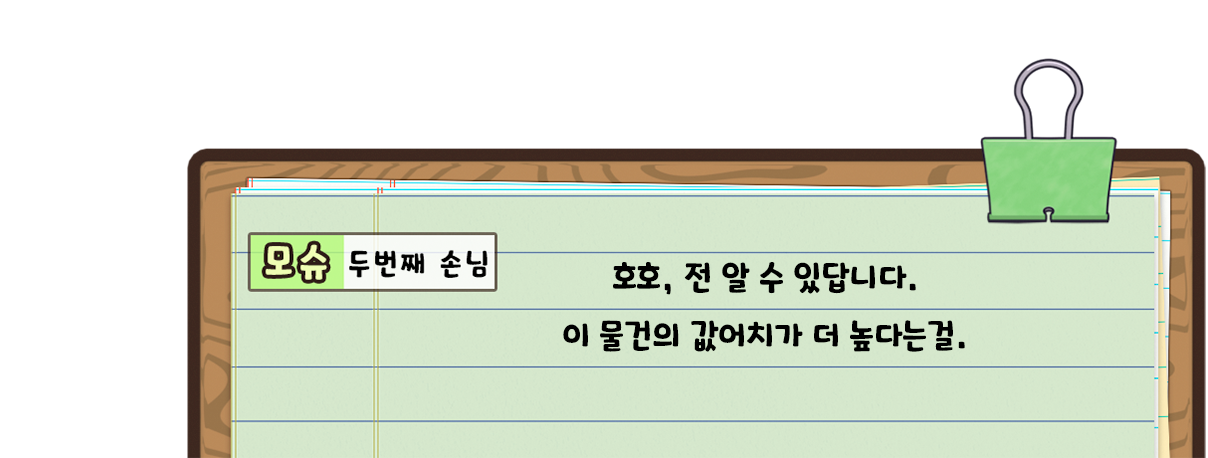 모슈 두번째 손님
호호, 전 알 수 있답니다.
이 물건의 값어치가 더 높다는걸.